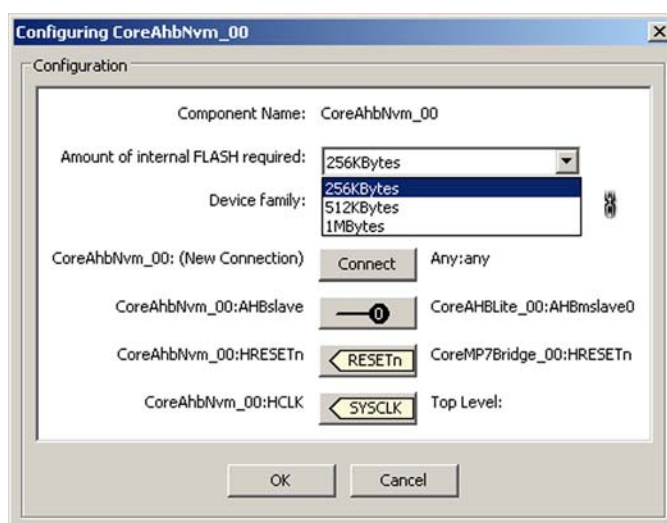 Configuring CoreAhbNvm_00
Configuration
Component Name: CoreAhbNvm_00
Amount of internal FLASH required: 256KBytes
256KBytes
Device family:
512KBytes
1MBytes
CoreAhbNvm_00: (New Connection) Connect Any:any
CoreAhbNvm_00:AHBslave 0 CoreAHBLite_00:AHBmslave0
CoreAhbNvm_00:HRESETn RESETn CoreMP7Bridge_00:HRESETn
CoreAhbNvm_00:HCLK SYSCLK Top Level:
OK Cancel